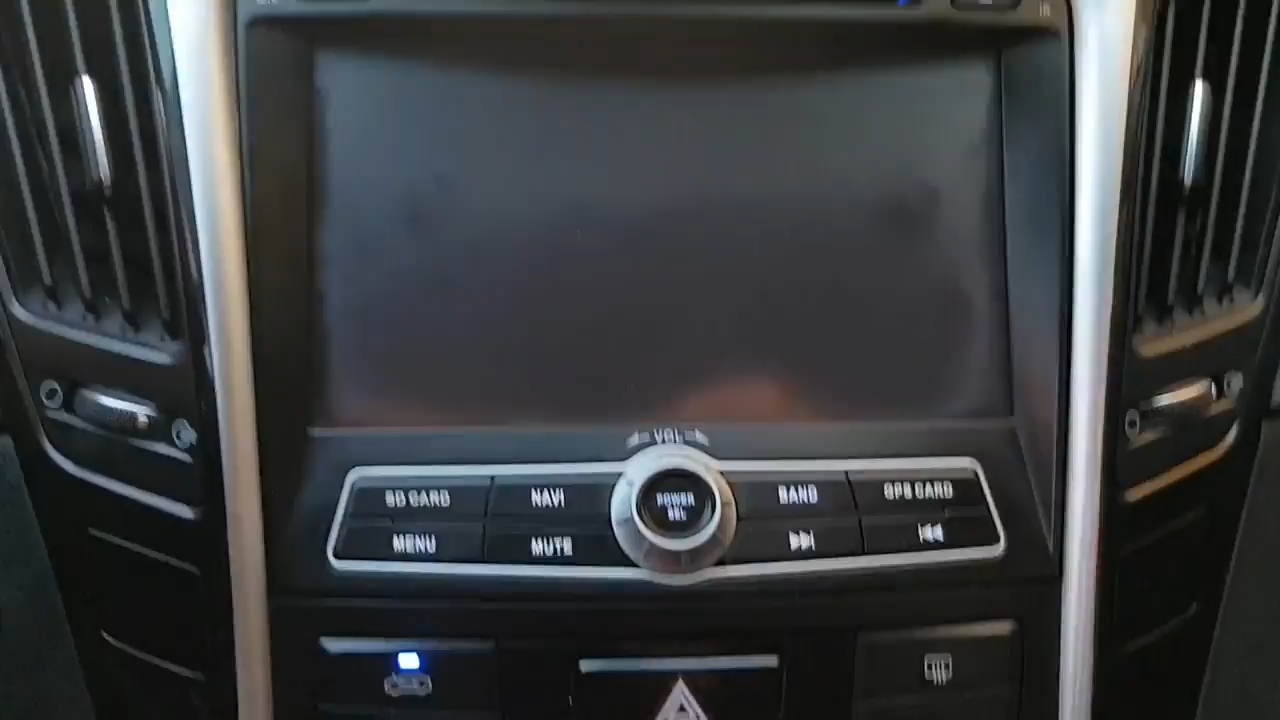 VOL
SD CARD
NAVI
POWER
SEL
BAND
GPS CARD
MENU
MUTE